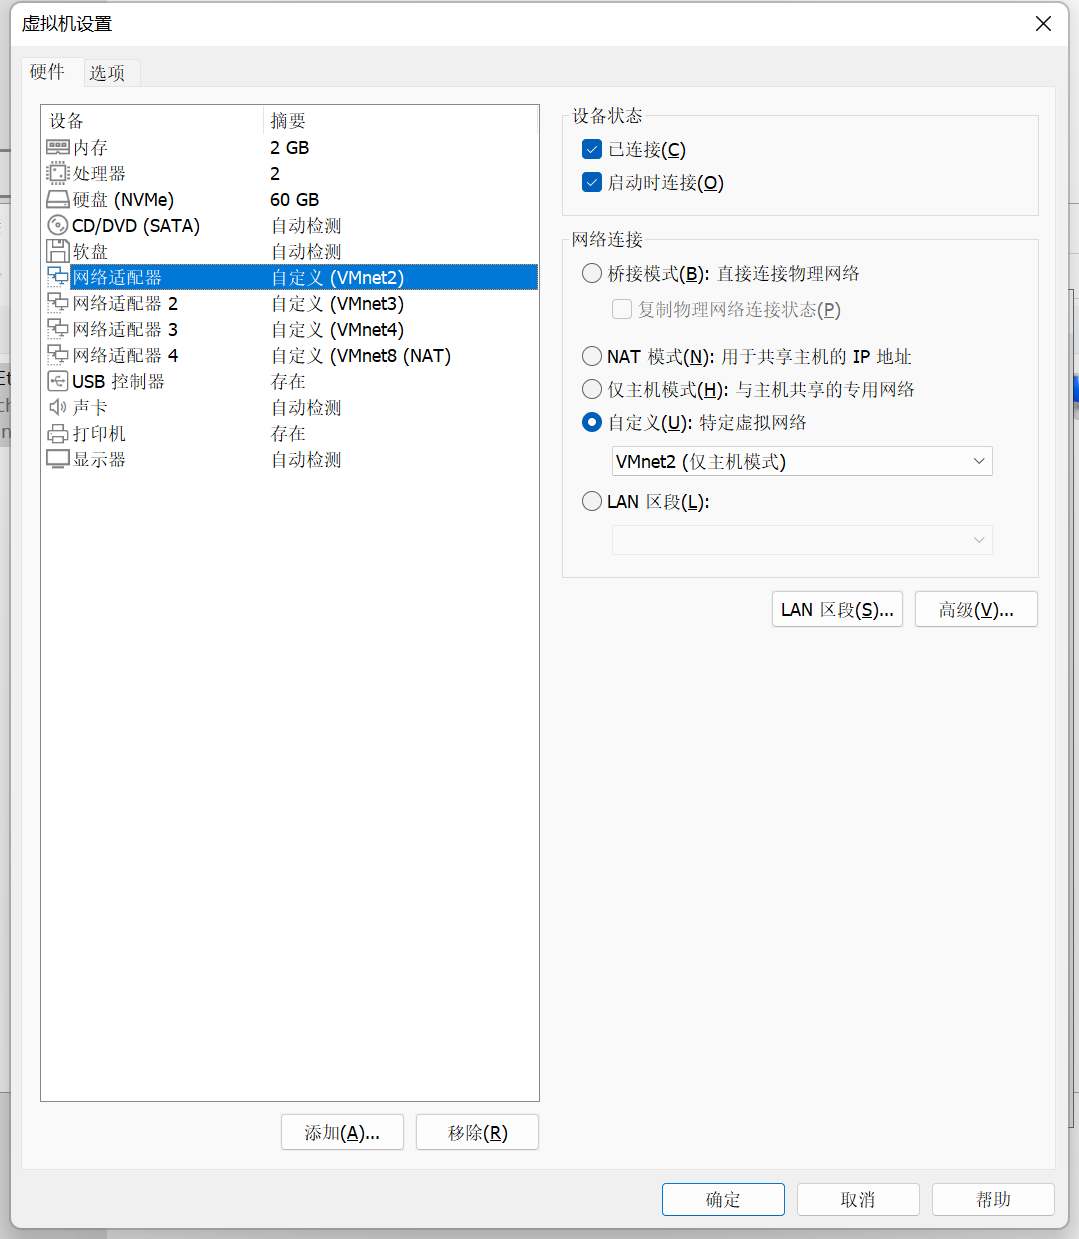 虚拟机设置
硬件 选项
设备 摘要
内存 2 GB
处理器 2
硬盘 (NVMe) 60 GB
CD/DVD (SATA) 自动检测
软盘 自动检测
网络适配器 自定义 (VMnet2)
网络适配器 2 自定义 (VMnet3)
网络适配器 3 自定义 (VMnet4)
网络适配器 4 自定义 (VMnet8 (NAT)
USB 控制器 存在
声卡 自动检测
打印机 存在
显示器 自动检测
添加(A)... 移除(R)
设备状态
已连接(C)
启动时连接(O)
网络连接
桥接模式(B): 直接连接物理网络
复制物理网络连接状态(P)
NAT 模式(N): 用于共享主机的 IP 地址
仅主机模式(H): 与主机共享的专用网络
自定义(U): 特定虚拟网络
VMnet2 (仅主机模式)
LAN 区段(L):
LAN 区段(S)... 高级(V)...
确定 取消 帮助